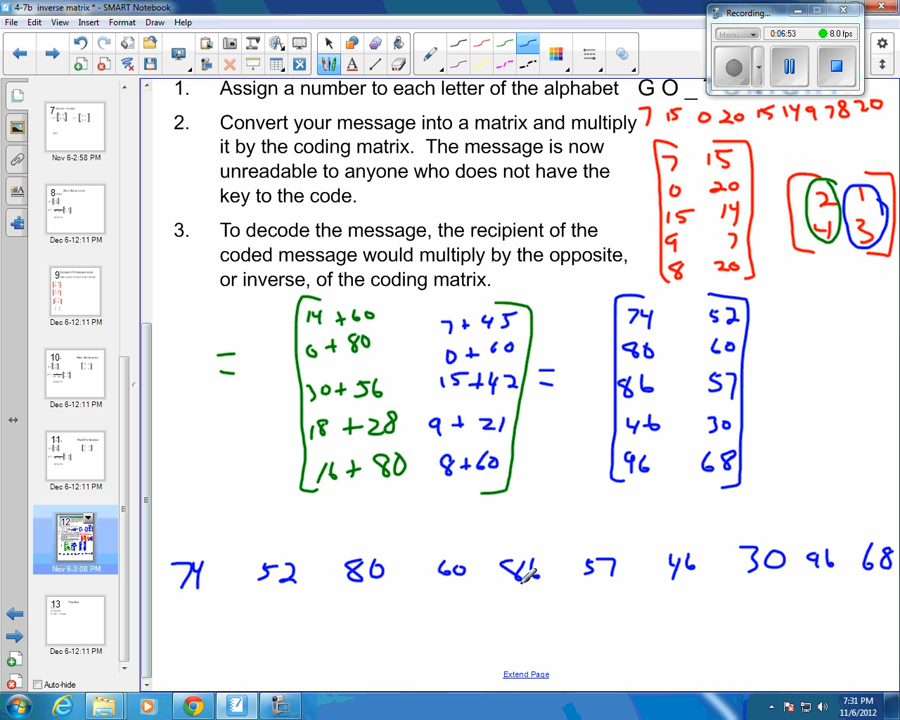 4-7b inverse matrix * - SMART Notebook
Recording...
File Edit View Insert Format Draw Help
Menu 0:06:53 8.0 fps
1. Assign a number to each letter of the alphabet G O _
7 15 0 20 15 14 9 7 8 20
2. Convert your message into a matrix and multiply
it by the coding matrix. The message is now
unreadable to anyone who does not have the
key to the code.
7 15
0 20
15 14
9 7
8 20
2 1
4 3
3. To decode the message, the recipient of the
coded message would multiply by the opposite,
or inverse, of the coding matrix.
= 14 + 60 7 + 45
0 + 80 0 + 60
30 + 56 15 + 42
18 + 28 9 + 21
16 + 80 8 + 60
= 74 52
80 60
86 57
46 30
96 68
74 52 80 60 86 57 46 30 96 68
Extend Page
7
Nov 6-2:58 PM
8
Dec 6-12:11 PM
9
Dec 6-12:11 PM
10
Dec 6-12:11 PM
11
Dec 6-12:11 PM
12
Nov 6-3:08 PM
13
Dec 6-12:11 PM
Auto-hide
7:31 PM
11/6/2012